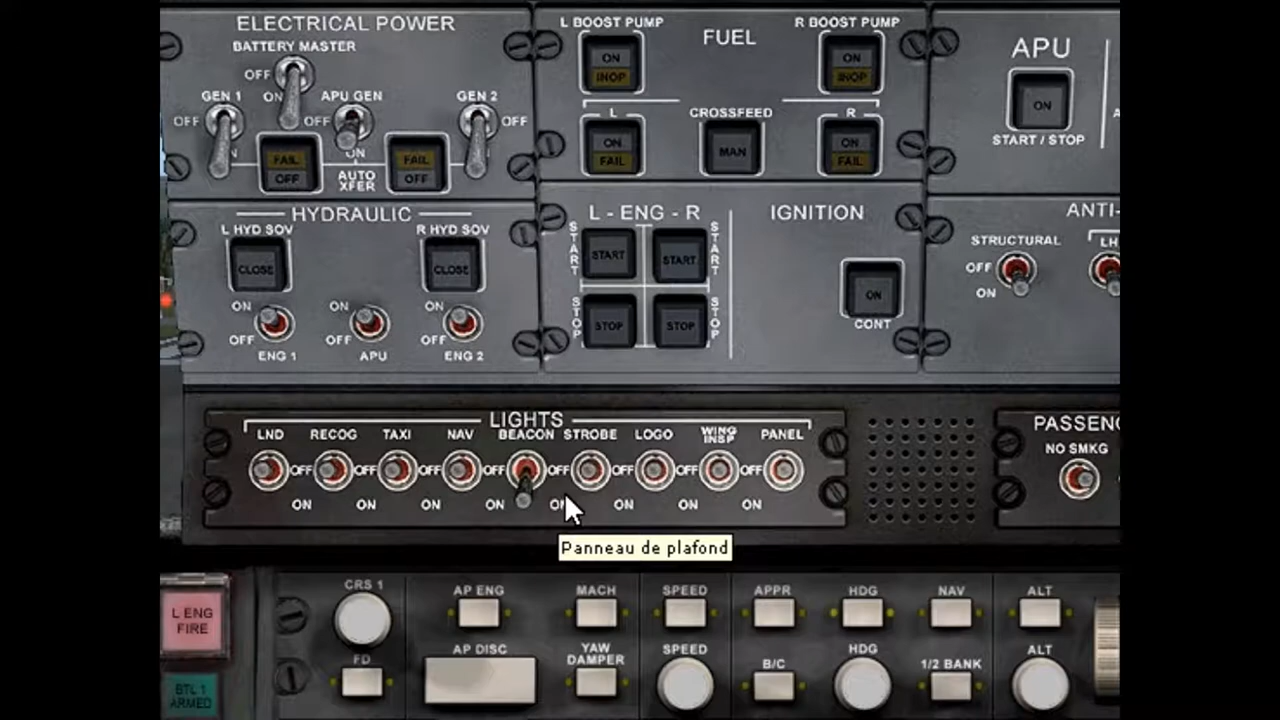 ELECTRICAL POWER
BATTERY MASTER
OFF
ON
GEN 1
APU GEN
GEN 2
OFF
OFF
OFF
ON
FAIL
OFF
AUTO
XFER
FAIL
OFF
L BOOST PUMP
FUEL
R BOOST PUMP
ON
INOP
ON
INOP
L
CROSSFEED
R
ON
FAIL
MAN
ON
FAIL
APU
ON
START / STOP
HYDRAULIC
L HYD SOV
R HYD SOV
CLOSE
CLOSE
ON
ON
ON
OFF
OFF
OFF
ENG 1
APU
ENG 2
L - ENG - R
START
START
START
START
STOP
STOP
STOP
STOP
IGNITION
ON
CONT
ANTI-
STRUCTURAL
LH
OFF
ON
LIGHTS
LND
RECOG
TAXI
NAV
BEACON
STROBE
LOGO
WING
INSP
PANEL
OFF
OFF
OFF
OFF
OFF
OFF
OFF
OFF
ON
ON
ON
ON
ON
ON
ON
PASSENG
NO SMKG
Panneau de plafond
L ENG
FIRE
BTL 1
ARMED
CRS 1
AP ENG
MACH
SPEED
APPR
HDG
NAV
ALT
FD
AP DISC
YAW
DAMPER
SPEED
B/C
HDG
1/2 BANK
ALT